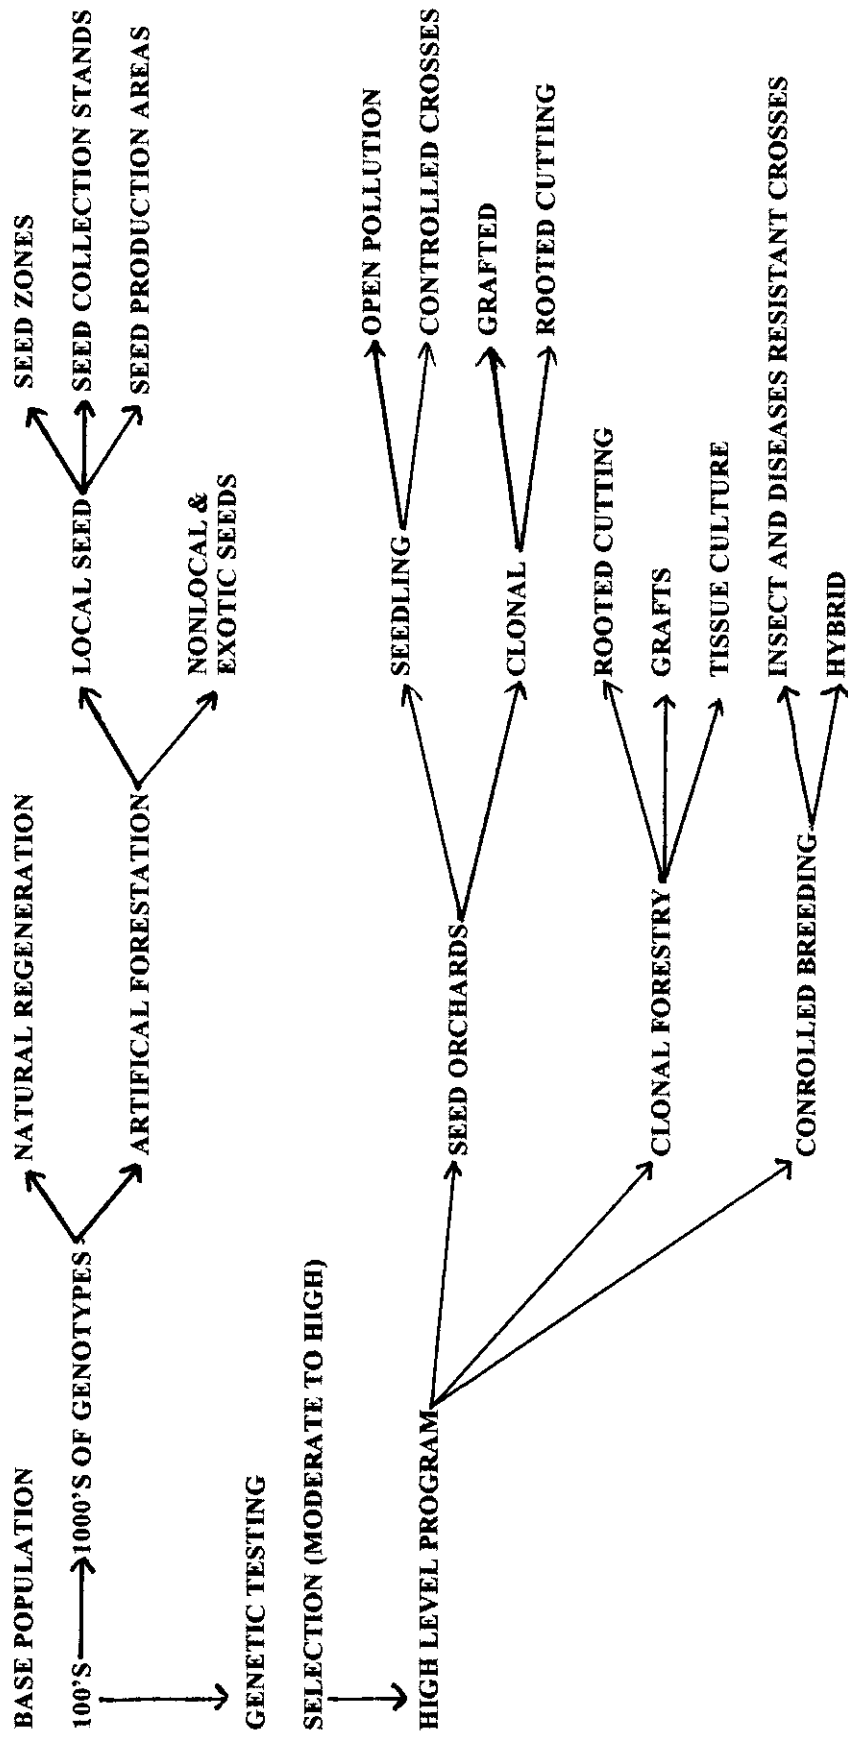 BASE POPULATION
100'S
1000'S OF GENOTYPES
NATURAL REGENERATION
ARTIFICAL FORESTATION
LOCAL SEED
SEED ZONES
SEED COLLECTION STANDS
SEED PRODUCTION AREAS
NONLOCAL &
EXOTIC SEEDS
GENETIC TESTING
SELECTION (MODERATE TO HIGH)
HIGH LEVEL PROGRAM
SEED ORCHARDS
SEEDLING
OPEN POLLUTION
CONTROLLED CROSSES
CLONAL
GRAFTED
ROOTED CUTTING
CLONAL FORESTRY
ROOTED CUTTING
GRAFTS
TISSUE CULTURE
CONROLLED BREEDING
INSECT AND DISEASES RESISTANT CROSSES
HYBRID